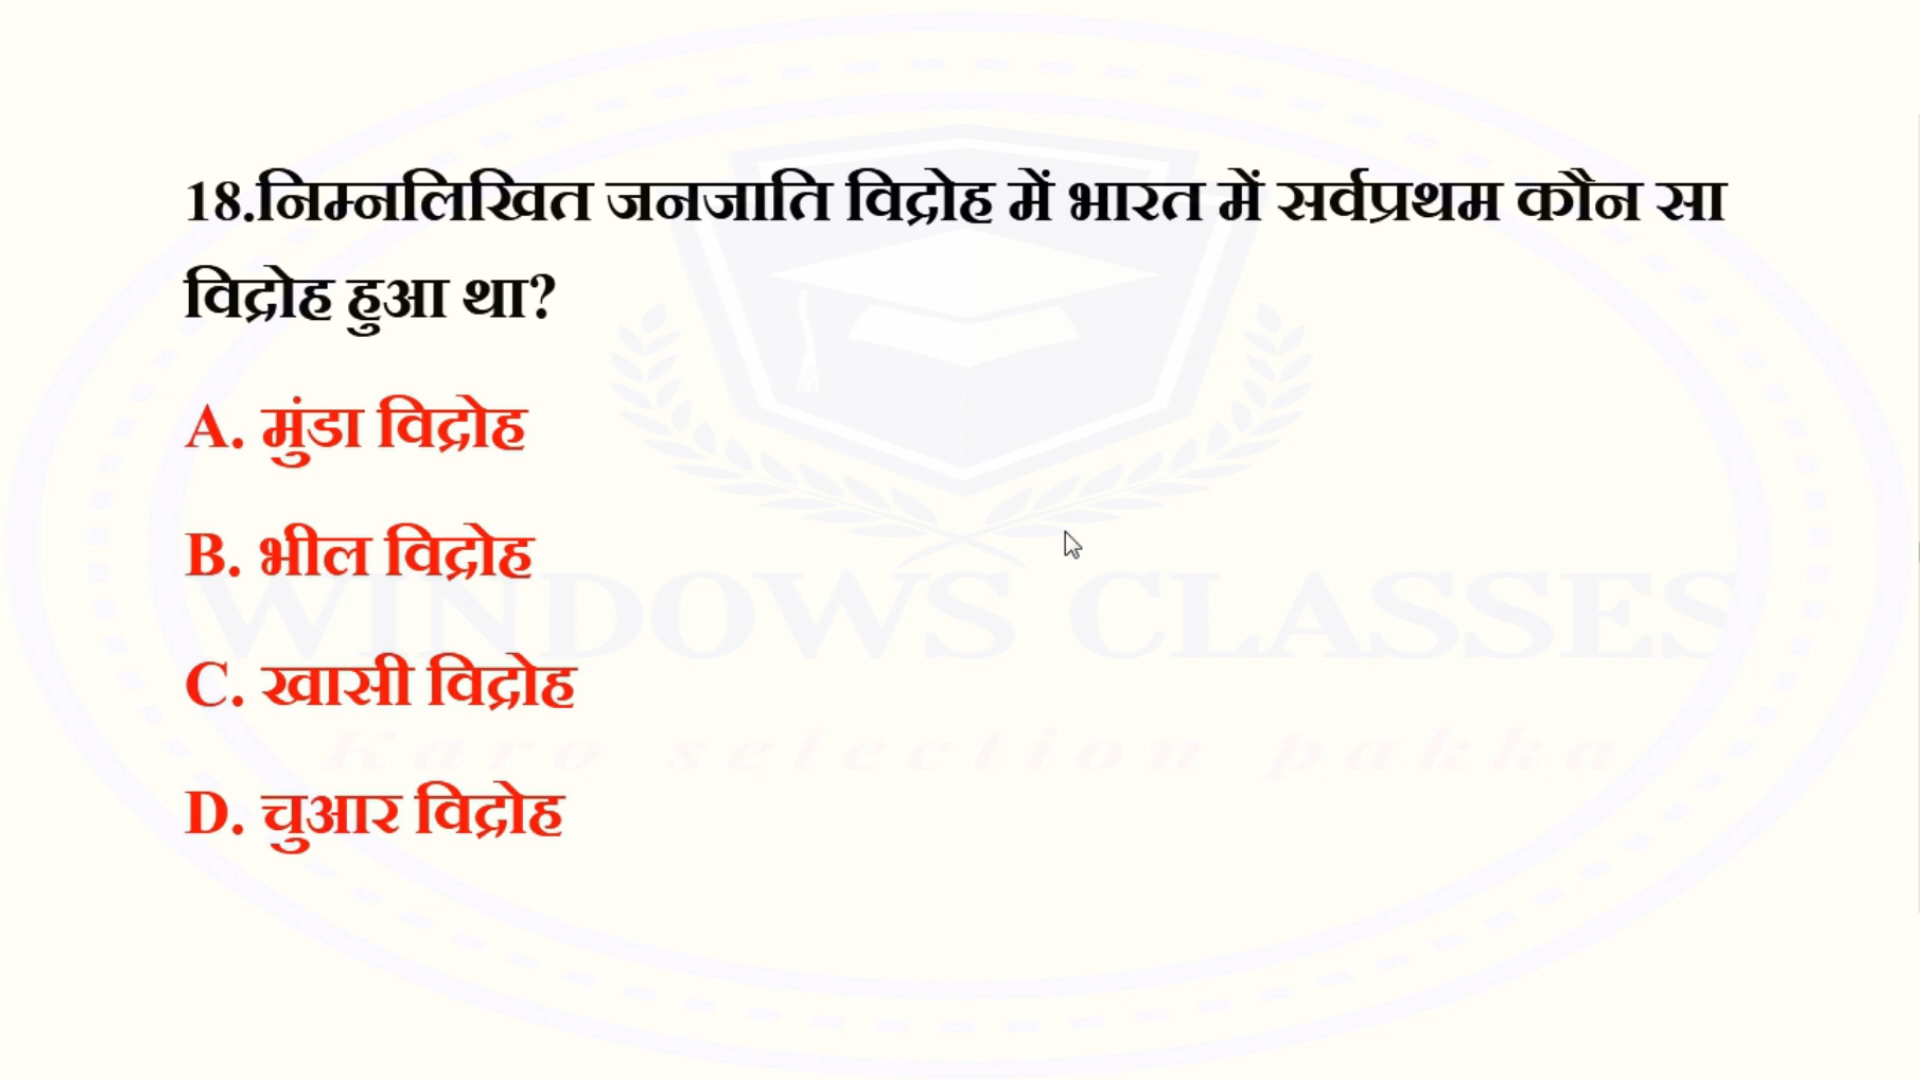 18.निम्नलिखित जनजाति विद्रोह में भारत में सर्वप्रथम कौन सा
विद्रोह हुआ था?
A. मुंडा विद्रोह
B. भील विद्रोह
WINDOWS CLASSES
C. खासी विद्रोह
Karo selection pakka
D. चुआर विद्रोह